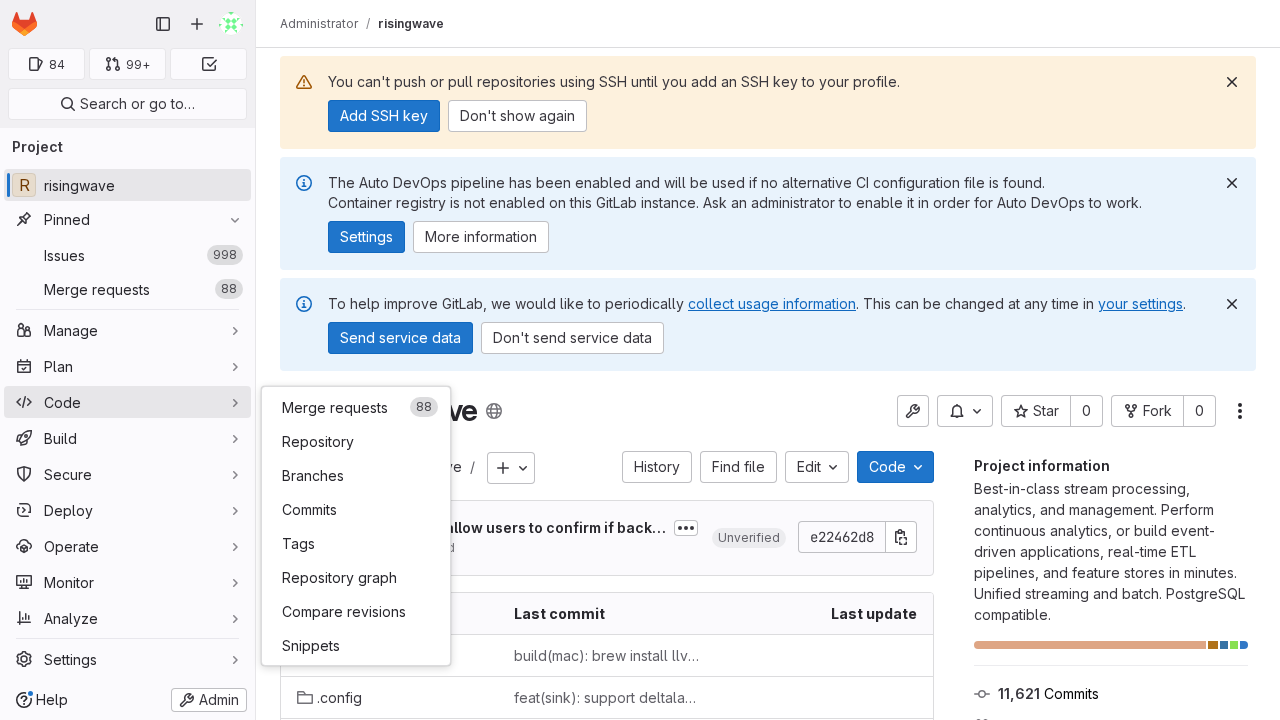 Administrator / risingwave
84
99+
Search or go to…
Project
R risingwave
Pinned
Issues 998
Merge requests 88
Manage
Plan
Code
Build
Secure
Deploy
Operate
Monitor
Analyze
Settings
Help
Admin
You can't push or pull repositories using SSH until you add an SSH key to your profile.
Add SSH key Don't show again
The Auto DevOps pipeline has been enabled and will be used if no alternative CI configuration file is found.
Container registry is not enabled on this GitLab instance. Ask an administrator to enable it in order for Auto DevOps to work.
Settings More information
To help improve GitLab, we would like to periodically collect usage information. This can be changed at any time in your settings.
Send service data Don't send service data
Merge requests 88
Repository
Branches
Commits
Tags
Repository graph
Compare revisions
Snippets
Star 0
Fork 0
/
History Find file Edit Code
allow users to confirm if back…
Unverified
e22462d8
Last commit Last update
build(mac): brew install llv…
.config feat(sink): support deltala…
Project information
Best-in-class stream processing,
analytics, and management. Perform
continuous analytics, or build event-
driven applications, real-time ETL
pipelines, and feature stores in minutes.
Unified streaming and batch. PostgreSQL
compatible.
11,621 Commits